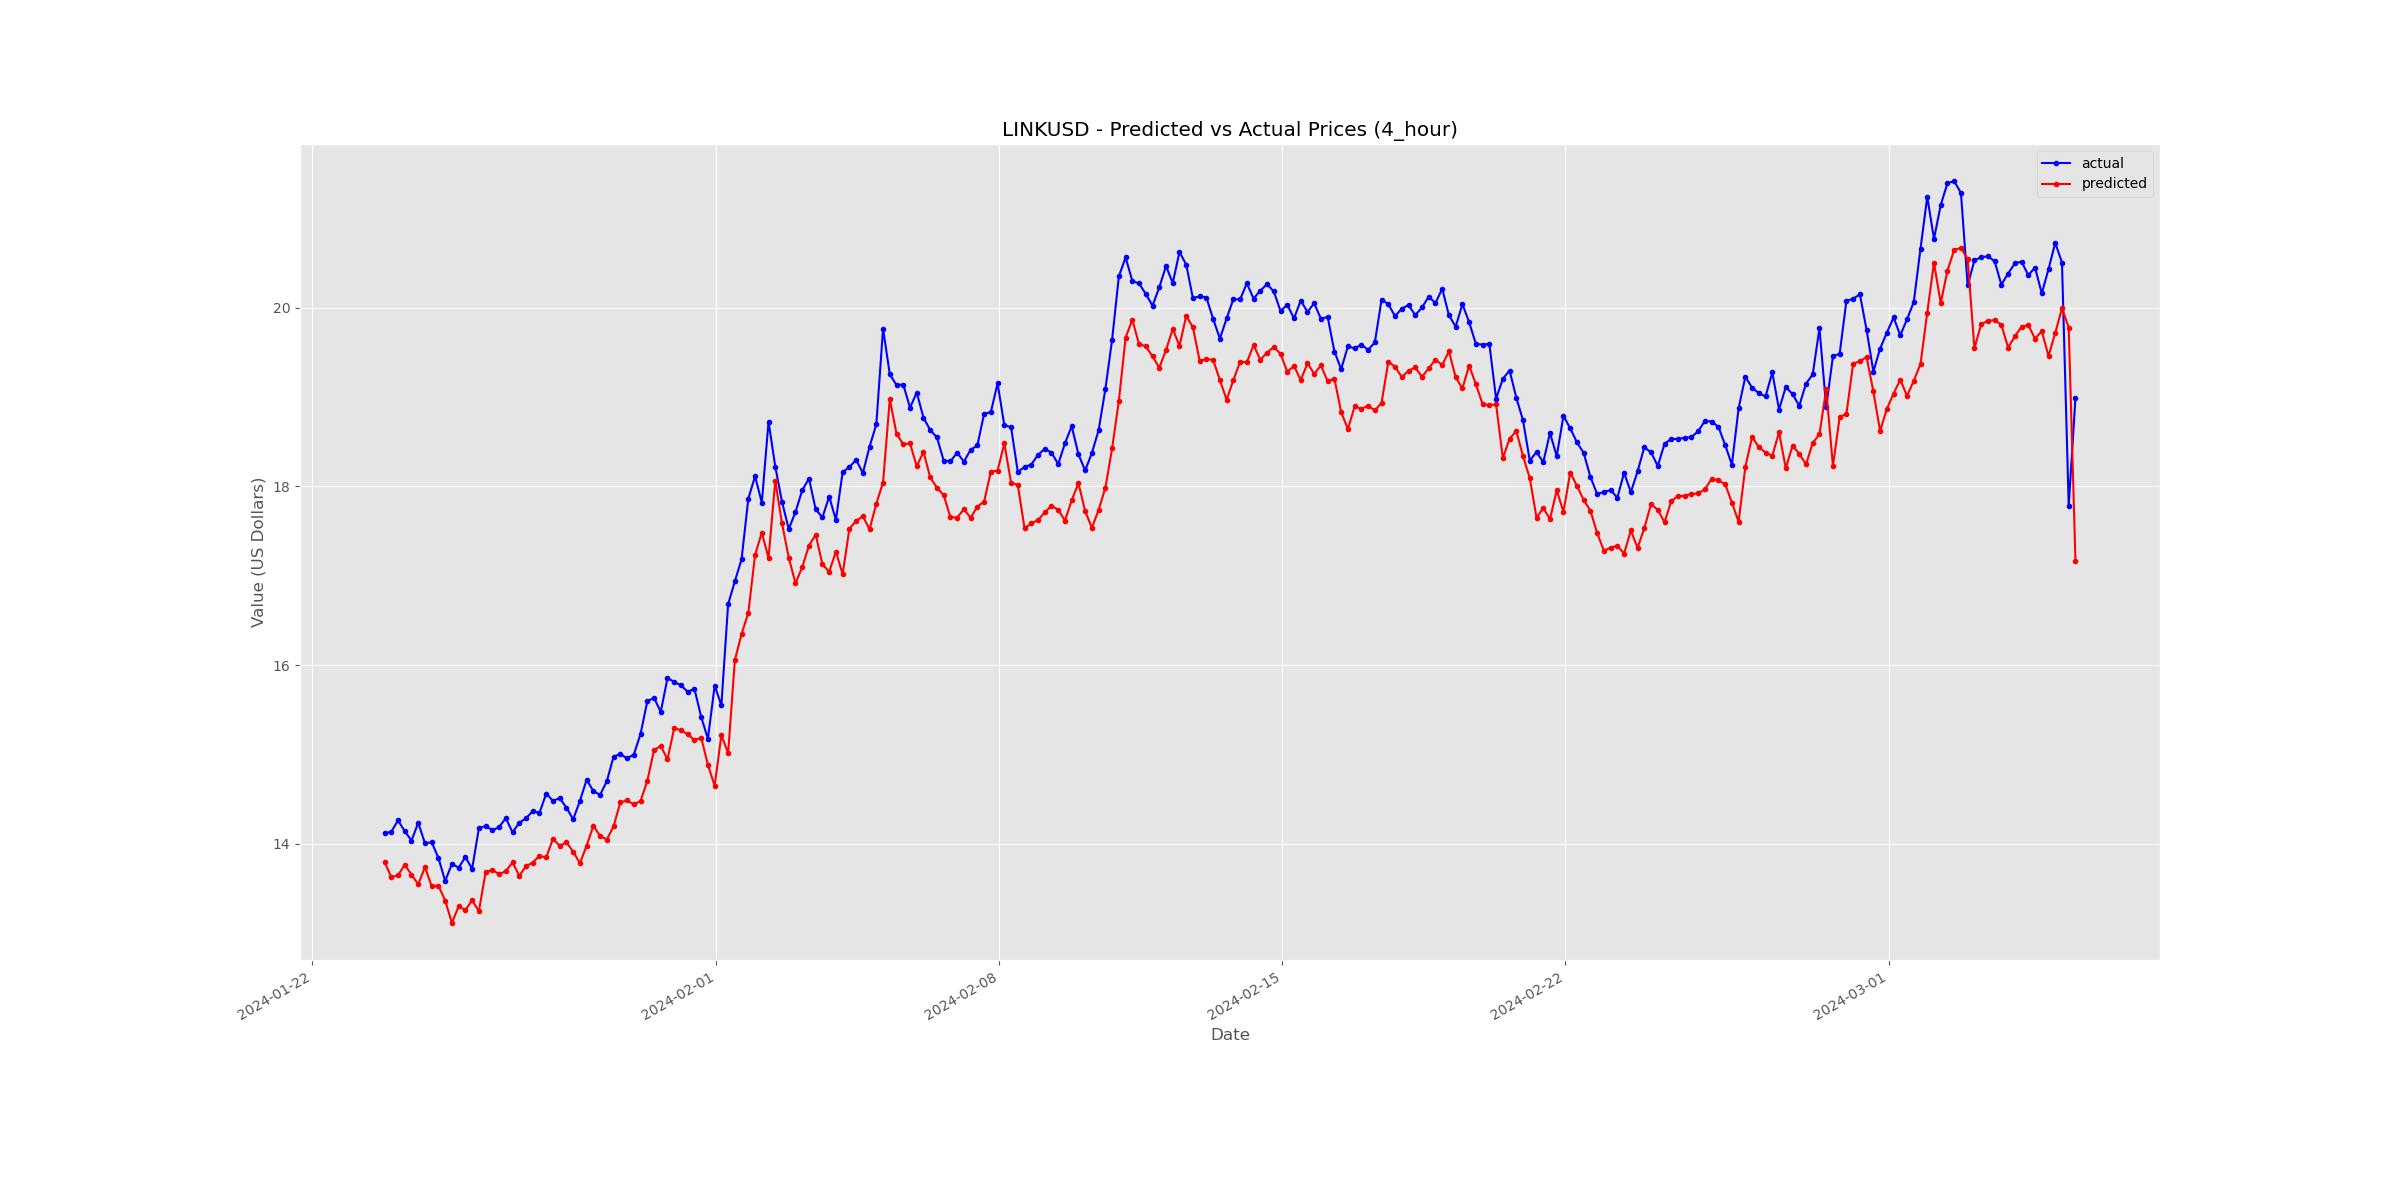 LINKUSD - Predicted vs Actual Prices (4_hour)
actual
predicted
Value (US Dollars)
20
18
16
14
2024-01-22
2024-02-01
2024-02-08
2024-02-15
2024-02-22
2024-03-01
Date